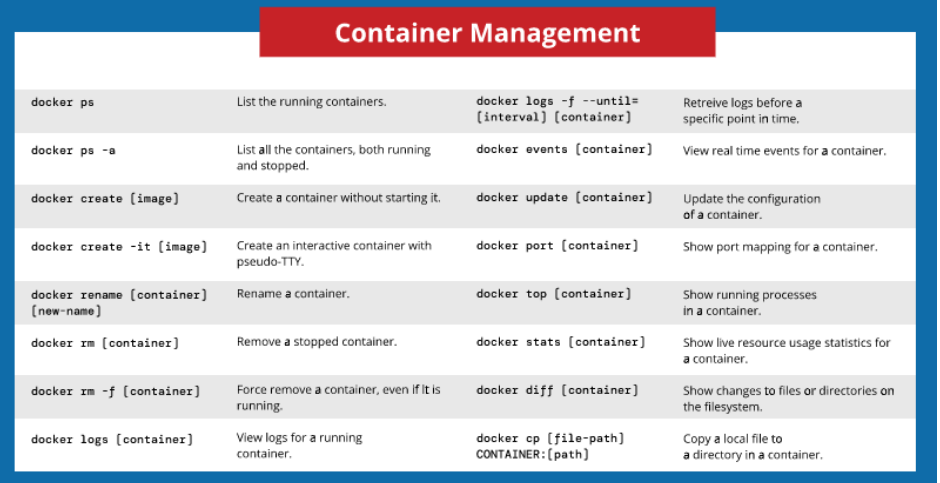 Container Management
docker ps
List the running containers.
docker ps -a
List all the containers, both running
and stopped.
docker create [image]
Create a container without starting it.
docker create -it [image]
Create an interactive container with
pseudo-TTY.
docker rename [container]
[new-name]
Rename a container.
docker rm [container]
Remove a stopped container.
docker rm -f [container]
Force remove a container, even if it is
running.
docker logs [container]
View logs for a running
container.
docker logs -f --until=
[interval] [container]
Retreive logs before a
specific point in time.
docker events [container]
View real time events for a container.
docker update [container]
Update the configuration
of a container.
docker port [container]
Show port mapping for a container.
docker top [container]
Show running processes
in a container.
docker stats [container]
Show live resource usage statistics for
a container.
docker diff [container]
Show changes to files or directories on
the filesystem.
docker cp [file-path]
CONTAINER:[path]
Copy a local file to
a directory in a container.